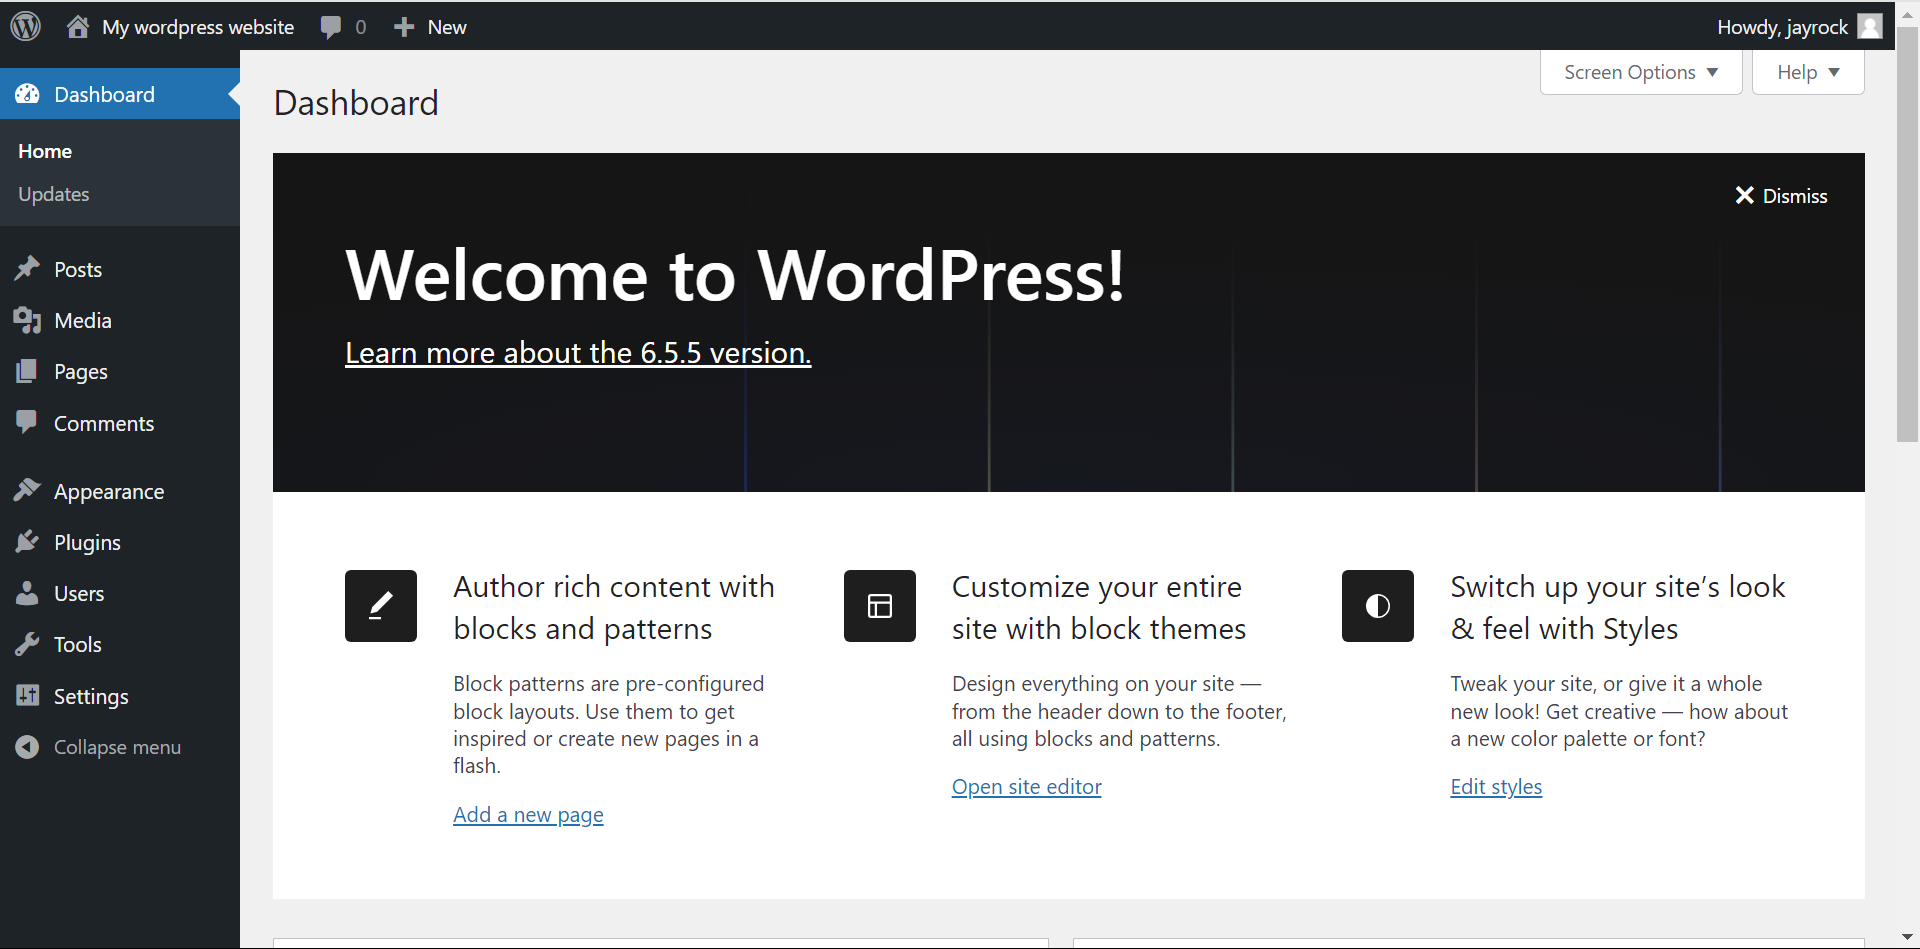 My wordpress website 0 New Howdy, jayrock
Screen Options Help
Dashboard
Home
Updates
Posts
Media
Pages
Comments
Appearance
Plugins
Users
Tools
Settings
Collapse menu
Dashboard
Dismiss
Welcome to WordPress!
Learn more about the 6.5.5 version.
Author rich content with
blocks and patterns
Block patterns are pre-configured
block layouts. Use them to get
inspired or create new pages in a
flash.
Add a new page
Customize your entire
site with block themes
Design everything on your site —
from the header down to the footer,
all using blocks and patterns.
Open site editor
Switch up your site’s look
& feel with Styles
Tweak your site, or give it a whole
new look! Get creative — how about
a new color palette or font?
Edit styles